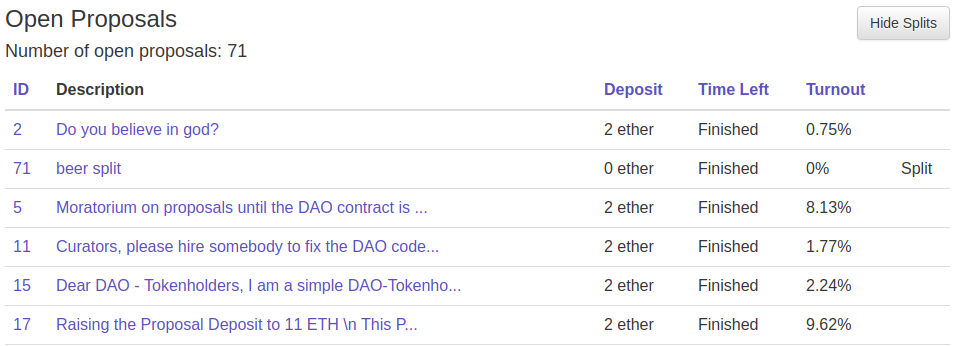 Open Proposals
Hide Splits
Number of open proposals: 71
ID Description Deposit Time Left Turnout
2 Do you believe in god? 2 ether Finished 0.75%
71 beer split 0 ether Finished 0% Split
5 Moratorium on proposals until the DAO contract is ... 2 ether Finished 8.13%
11 Curators, please hire somebody to fix the DAO code... 2 ether Finished 1.77%
15 Dear DAO - Tokenholders, I am a simple DAO-Tokenho... 2 ether Finished 2.24%
17 Raising the Proposal Deposit to 11 ETH \n This P... 2 ether Finished 9.62%